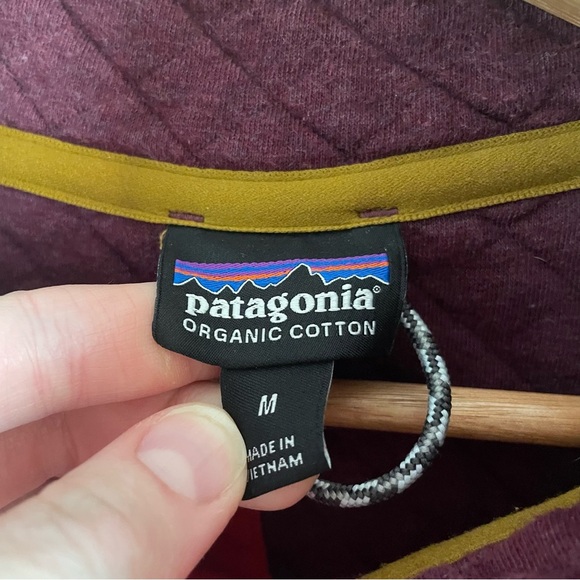 patagonia®
ORGANIC COTTON
M
MADE IN
VIETNAM